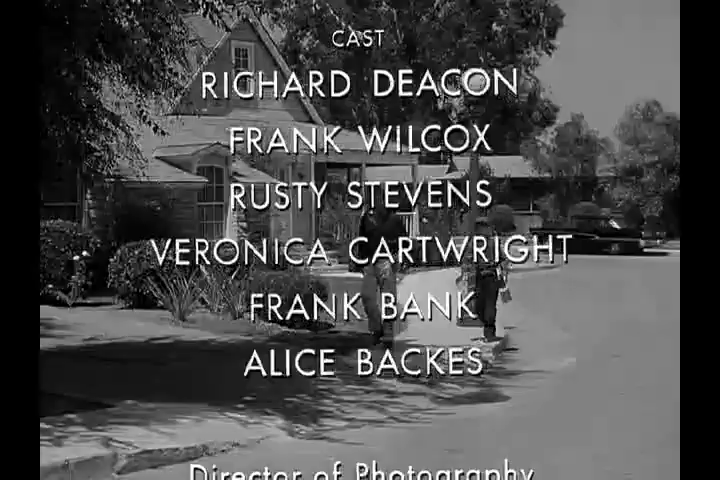 CAST
RICHARD DEACON
FRANK WILCOX
RUSTY STEVENS
VERONICA CARTWRIGHT
FRANK BANK
ALICE BACKES
Director of Photography